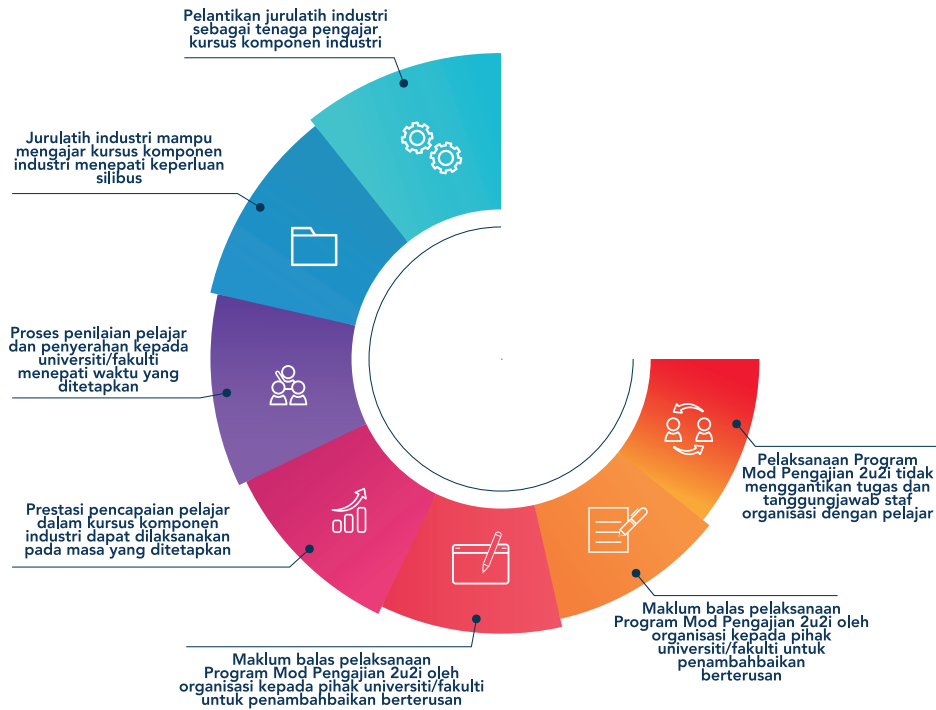 Pelantikan jurulatih industri
sebagai tenaga pengajar
kursus komponen industri
Jurulatih industri mampu
mengajar kursus komponen
industri menepati keperluan
silibus
Proses penilaian pelajar
dan penyerahan kepada
universiti/fakulti
menepati waktu yang
ditetapkan
Prestasi pencapaian pelajar
dalam kursus komponen
industri dapat dilaksanakan
pada masa yang ditetapkan
Maklum balas pelaksanaan
Program Mod Pengajian 2u2i oleh
organisasi kepada pihak universiti/fakulti
untuk penambahbaikan berterusan
Maklum balas pelaksanaan
Program Mod Pengajian 2u2i oleh
organisasi kepada pihak
universiti/fakulti untuk
penambahbaikan
berterusan
Pelaksanaan Program
Mod Pengajian 2u2i tidak
menggantikan tugas dan
tanggungjawab staf
organisasi dengan pelajar